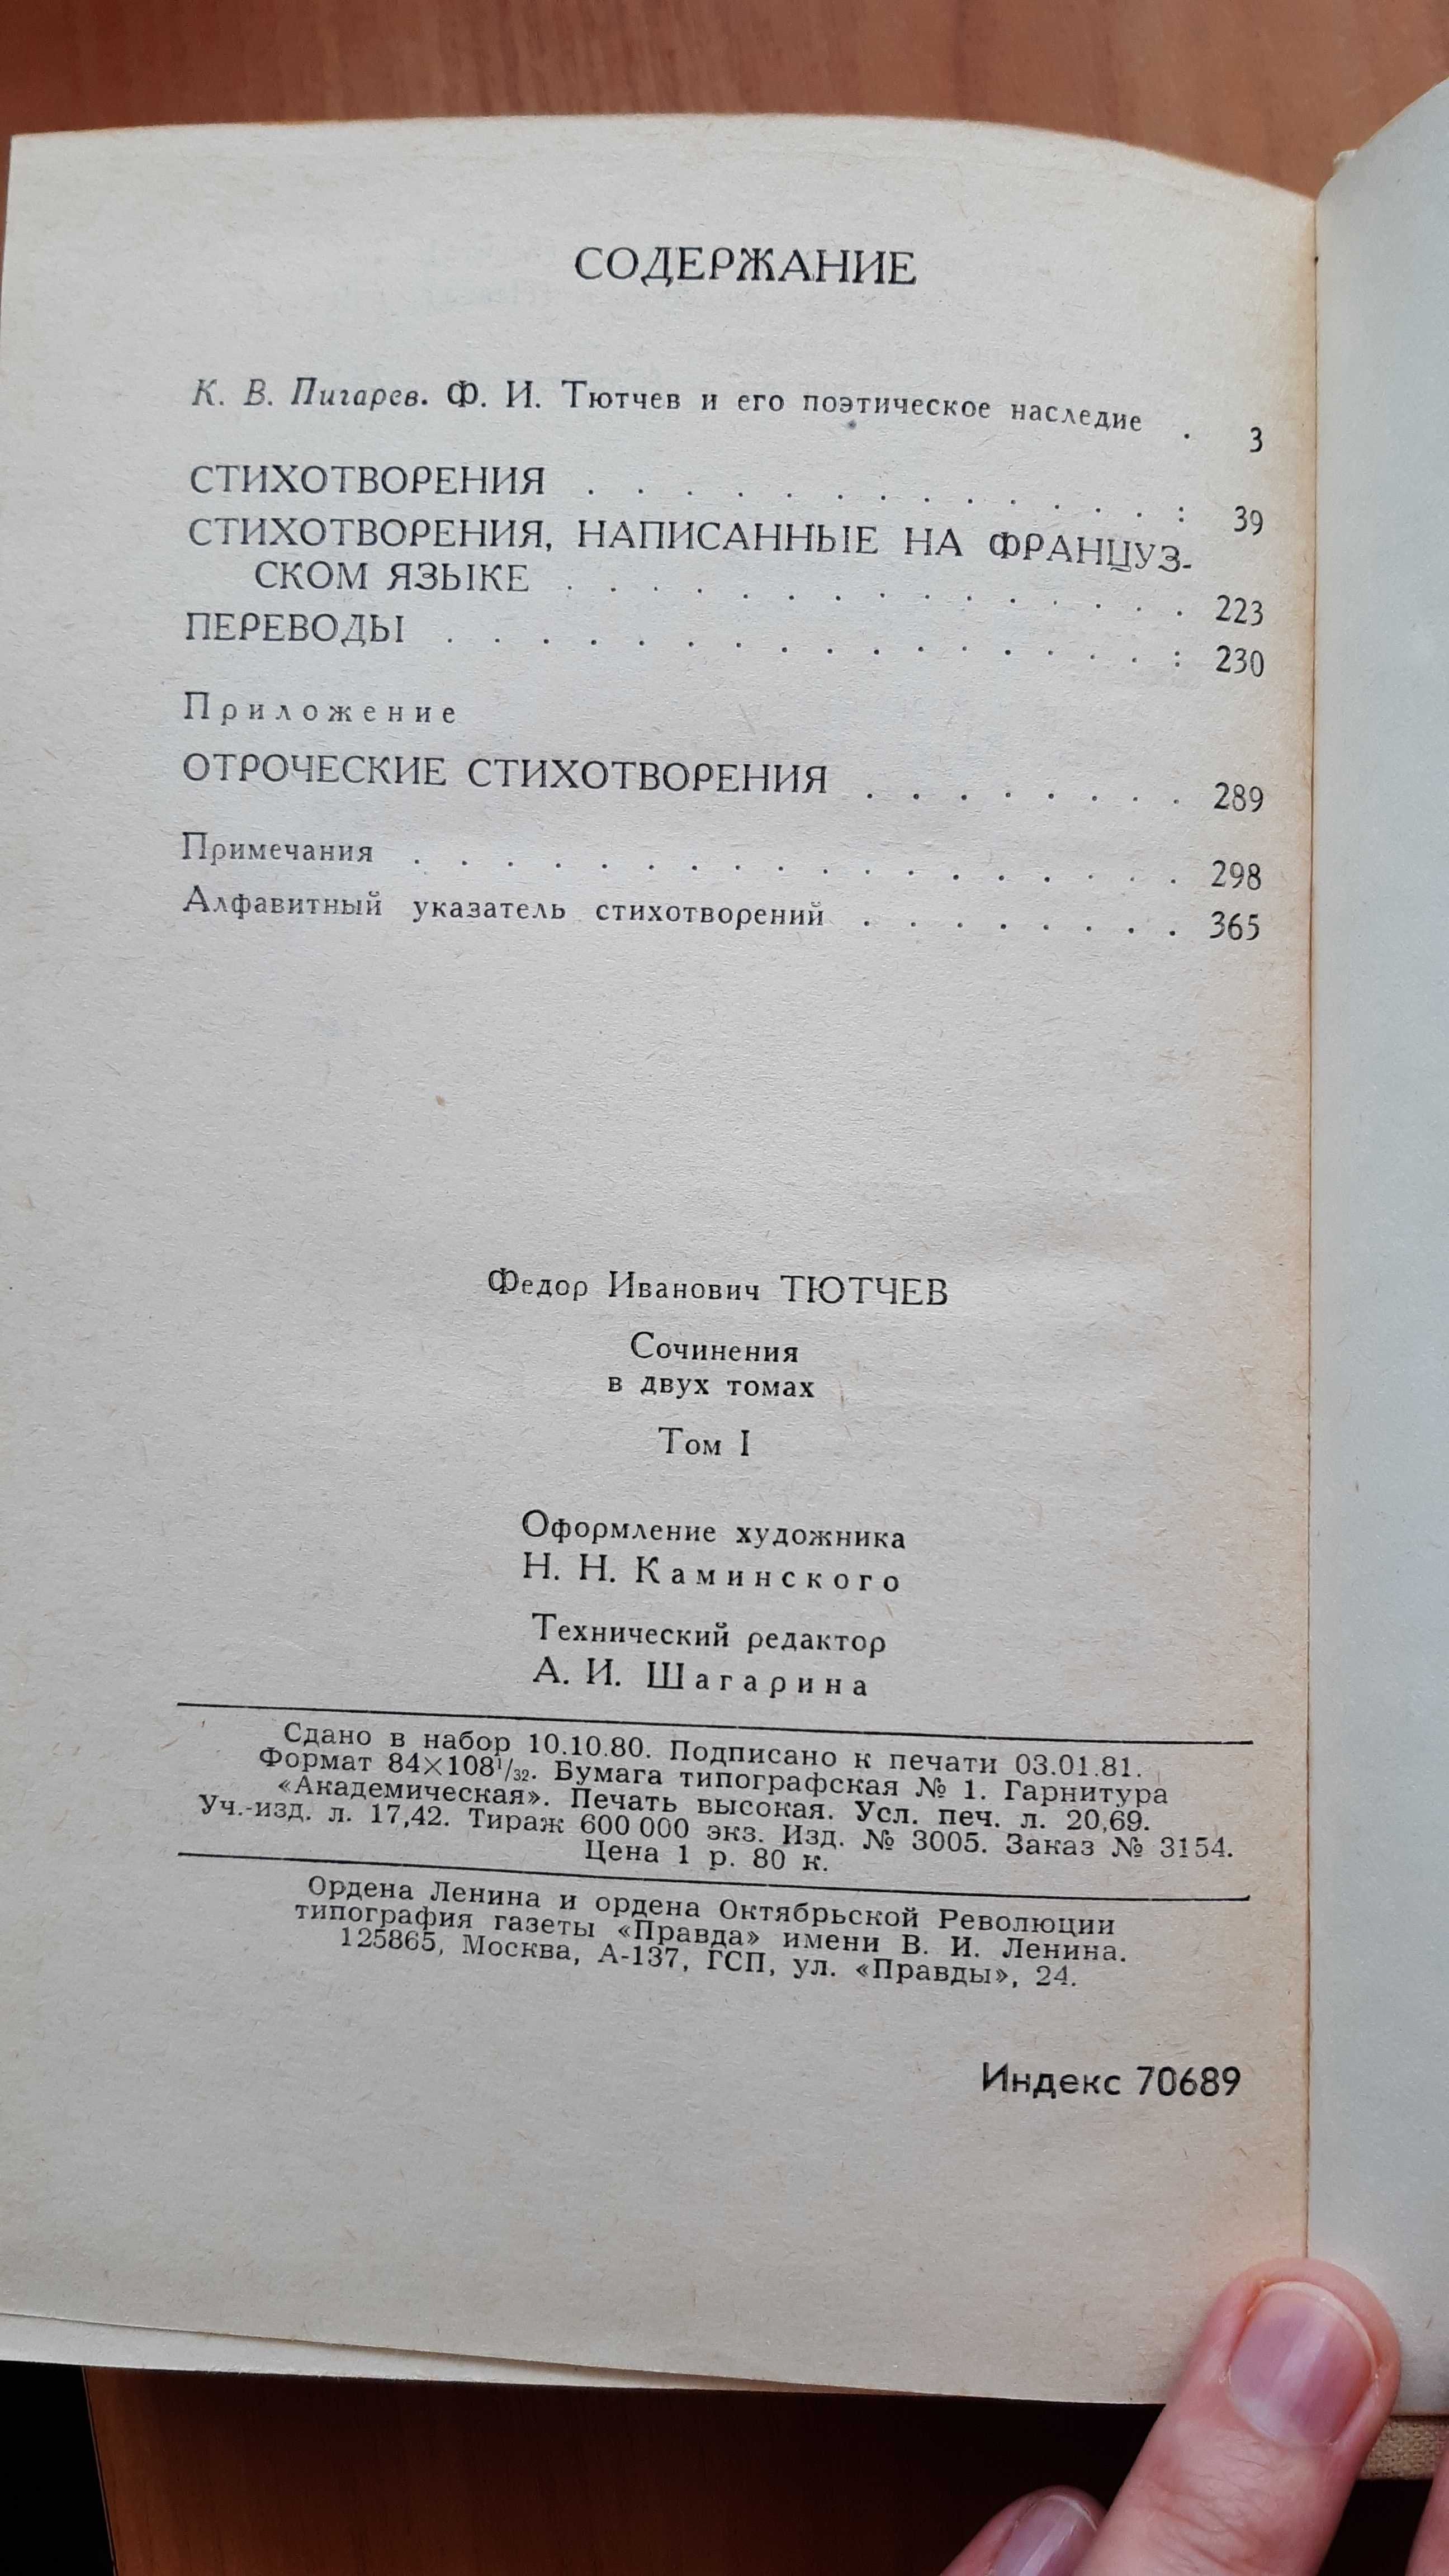 СОДЕРЖАНИЕ
К. В. Пигарев. Ф. И. Тютчев и его поэтическое наследие . 3
СТИХОТВОРЕНИЯ . . . . . . . . . . . . : 39
СТИХОТВОРЕНИЯ, НАПИСАННЫЕ НА ФРАНЦУЗ-
СКОМ ЯЗЫКЕ . . . . . . . . . . . . . . 223
ПЕРЕВОДЫ . . . . . . . . . . . . . . . : 230
Приложение
ОТРОЧЕСКИЕ СТИХОТВОРЕНИЯ . . . . . . . . 289
Примечания . . . . . . . . . . . . . . . . . 298
Алфавитный указатель стихотворений . . . . . . . . 365
Федор Иванович ТЮТЧЕВ
Сочинения
в двух томах
Том I
Оформление художника
Н. Н. Каминского
Технический редактор
А. И. Шагарина
Сдано в набор 10.10.80. Подписано к печати 03.01.81.
Формат 84×108¹/₃₂. Бумага типографская № 1. Гарнитура
«Академическая». Печать высокая. Усл. печ. л. 20,69.
Уч.-изд. л. 17,42. Тираж 600 000 экз. Изд. № 3005. Заказ № 3154.
Цена 1 р. 80 к.
Ордена Ленина и ордена Октябрьской Революции
типография газеты «Правда» имени В. И. Ленина.
125865, Москва, А-137, ГСП, ул. «Правды», 24.
Индекс 70689